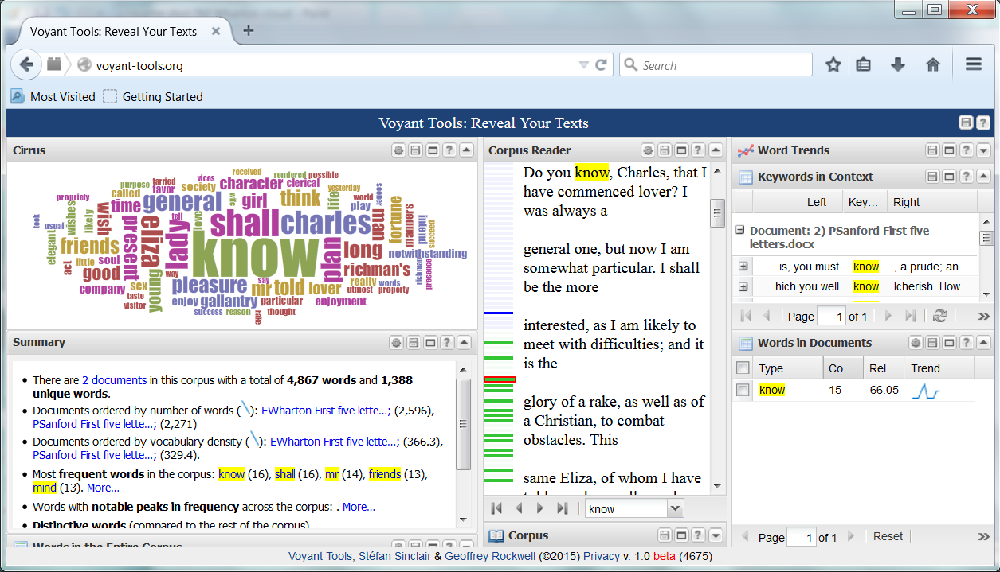 Voyant Tools: Reveal Your Texts
voyant-tools.org
Search
Most Visited
Getting Started
Voyant Tools: Reveal Your Texts
Cirrus
received
purpose tarried vices rendered possible
called favor society character clerical
propriety time general wife girl think yesterday life world sooner
play
took usual wishes likely wish tell love shall charles man fortune manners intend succeed
elegant friends present eliza lady know plan long notwithstanding
act little soul young way richman's richmans presence
good say
company sex pleasure mr told lover really words
taste utmost property
visitor enjoy gallantry particular enjoyment
success reason rake thought
Summary
There are 2 documents in this corpus with a total of 4,867 words and 1,388
unique words.
Documents ordered by number of words ( ): EWharton First five lette...; (2,596),
PSanford First five lette...; (2,271)
Documents ordered by vocabulary density ( ): EWharton First five lette...; (366.3),
PSanford First five lette...; (329.4).
Most frequent words in the corpus: know (16), shall (16), mr (14), friends (13),
mind (13). More...
Words with notable peaks in frequency across the corpus: . More...
Distinctive words (compared to the rest of the corpus)
Words in the Entire Corpus
Corpus Reader
Do you know, Charles, that I
have commenced lover? I
was always a
general one, but now I am
somewhat particular. I shall
be the more
interested, as I am likely to
meet with difficulties; and it
is the
glory of a rake, as well as of
a Christian, to combat
obstacles. This
same Eliza, of whom I have
know
Corpus
Word Trends
Keywords in Context
Left Key... Right
Document: 2) PSanford First five
letters.docx
... is, you must know , a prude; an...
...hich you well know Icherish. How...
Page 1 of 1
Words in Documents
Type Co... Rel... Trend
know 15 66.05
Page 1 of 1 Reset
Voyant Tools, Stéfan Sinclair & Geoffrey Rockwell (©2015) Privacy v. 1.0 beta (4675)